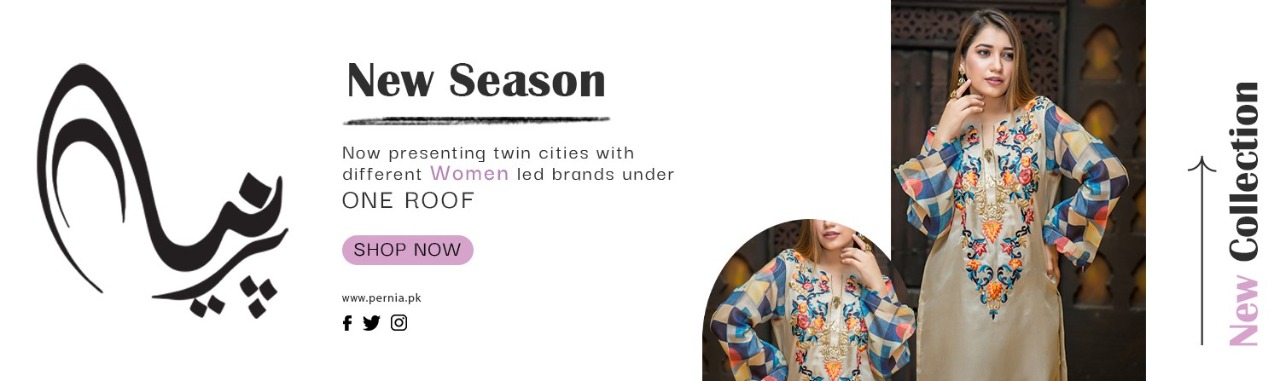 پرنیا
New Season
Now presenting twin cities with
different Women led brands under
ONE ROOF
SHOP NOW
www.pernia.pk
New Collection